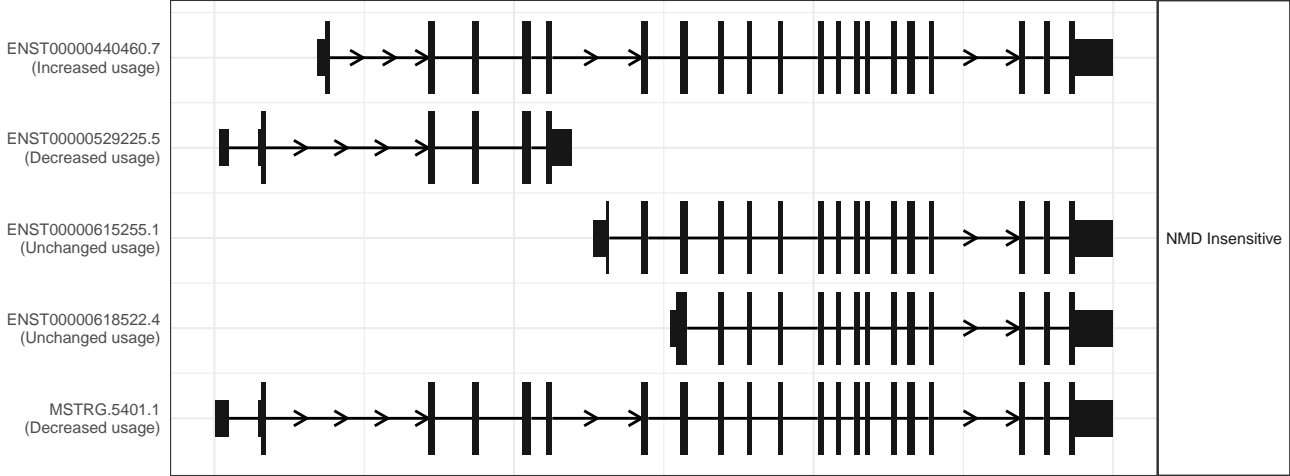 ENST00000440460.7
(Increased usage)
ENST00000529225.5
(Decreased usage)
ENST00000615255.1
(Unchanged usage)
NMD Insensitive
ENST00000618522.4
(Unchanged usage)
MSTRG.5401.1
(Decreased usage)